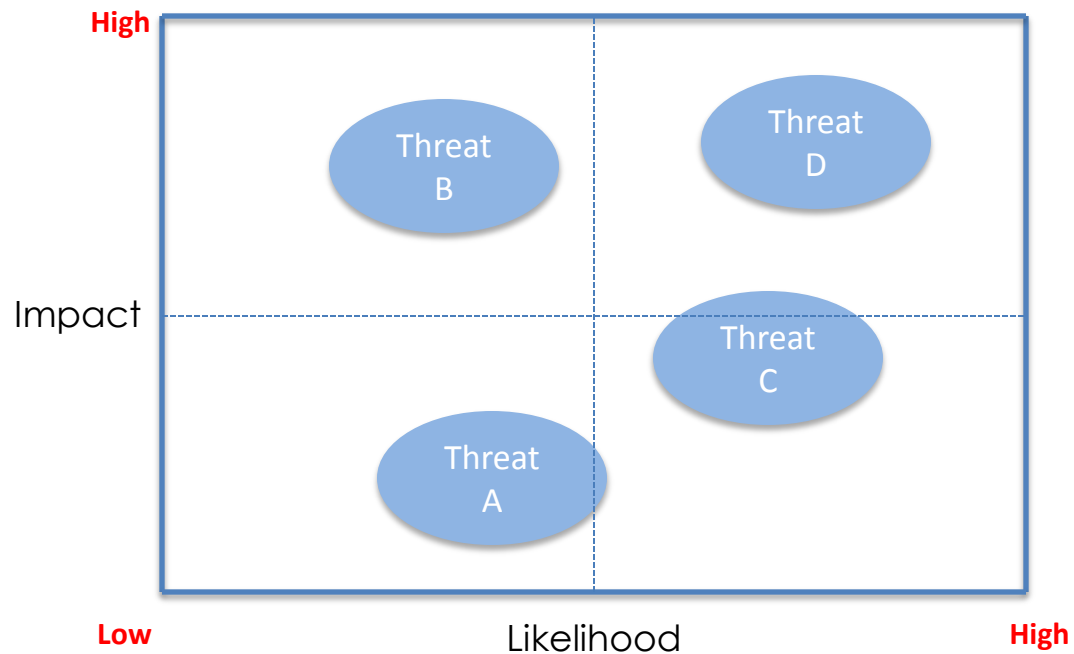 High
Threat
B
Threat
D
Impact
Threat
C
Threat
A
Low
Likelihood
High